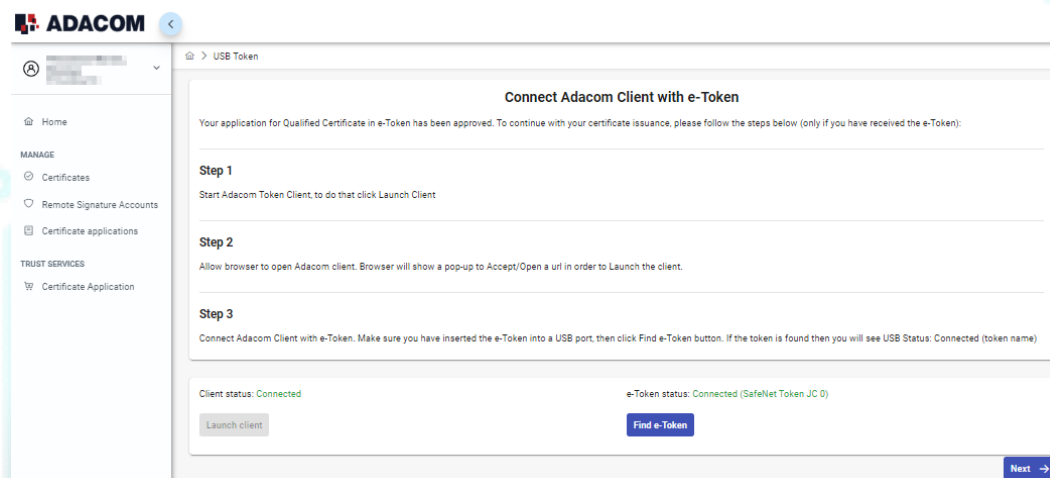 ADACOM
USB Token
Home
MANAGE
Certificates
Remote Signature Accounts
Certificate applications
TRUST SERVICES
Certificate Application
Connect Adacom Client with e-Token
Your application for Qualified Certificate in e-Token has been approved. To continue with your certificate issuance, please follow the steps below (only if you have received the e-Token):
Step 1
Start Adacom Token Client, to do that click Launch Client
Step 2
Allow browser to open Adacom client. Browser will show a pop-up to Accept/Open a url in order to Launch the client.
Step 3
Connect Adacom Client with e-Token. Make sure you have inserted the e-Token into a USB port, then click Find e-Token button. If the token is found then you will see USB Status: Connected (token name)
Client status: Connected
e-Token status: Connected (SafeNet Token JC 0)
Launch client
Find e-Token
Next